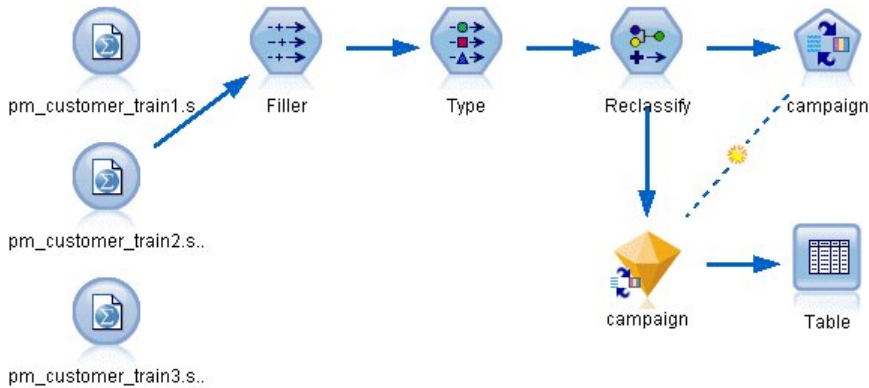 pm_customer_train1.s
Filler
Type
Reclassify
campaign
pm_customer_train2.s..
campaign
Table
pm_customer_train3.s..